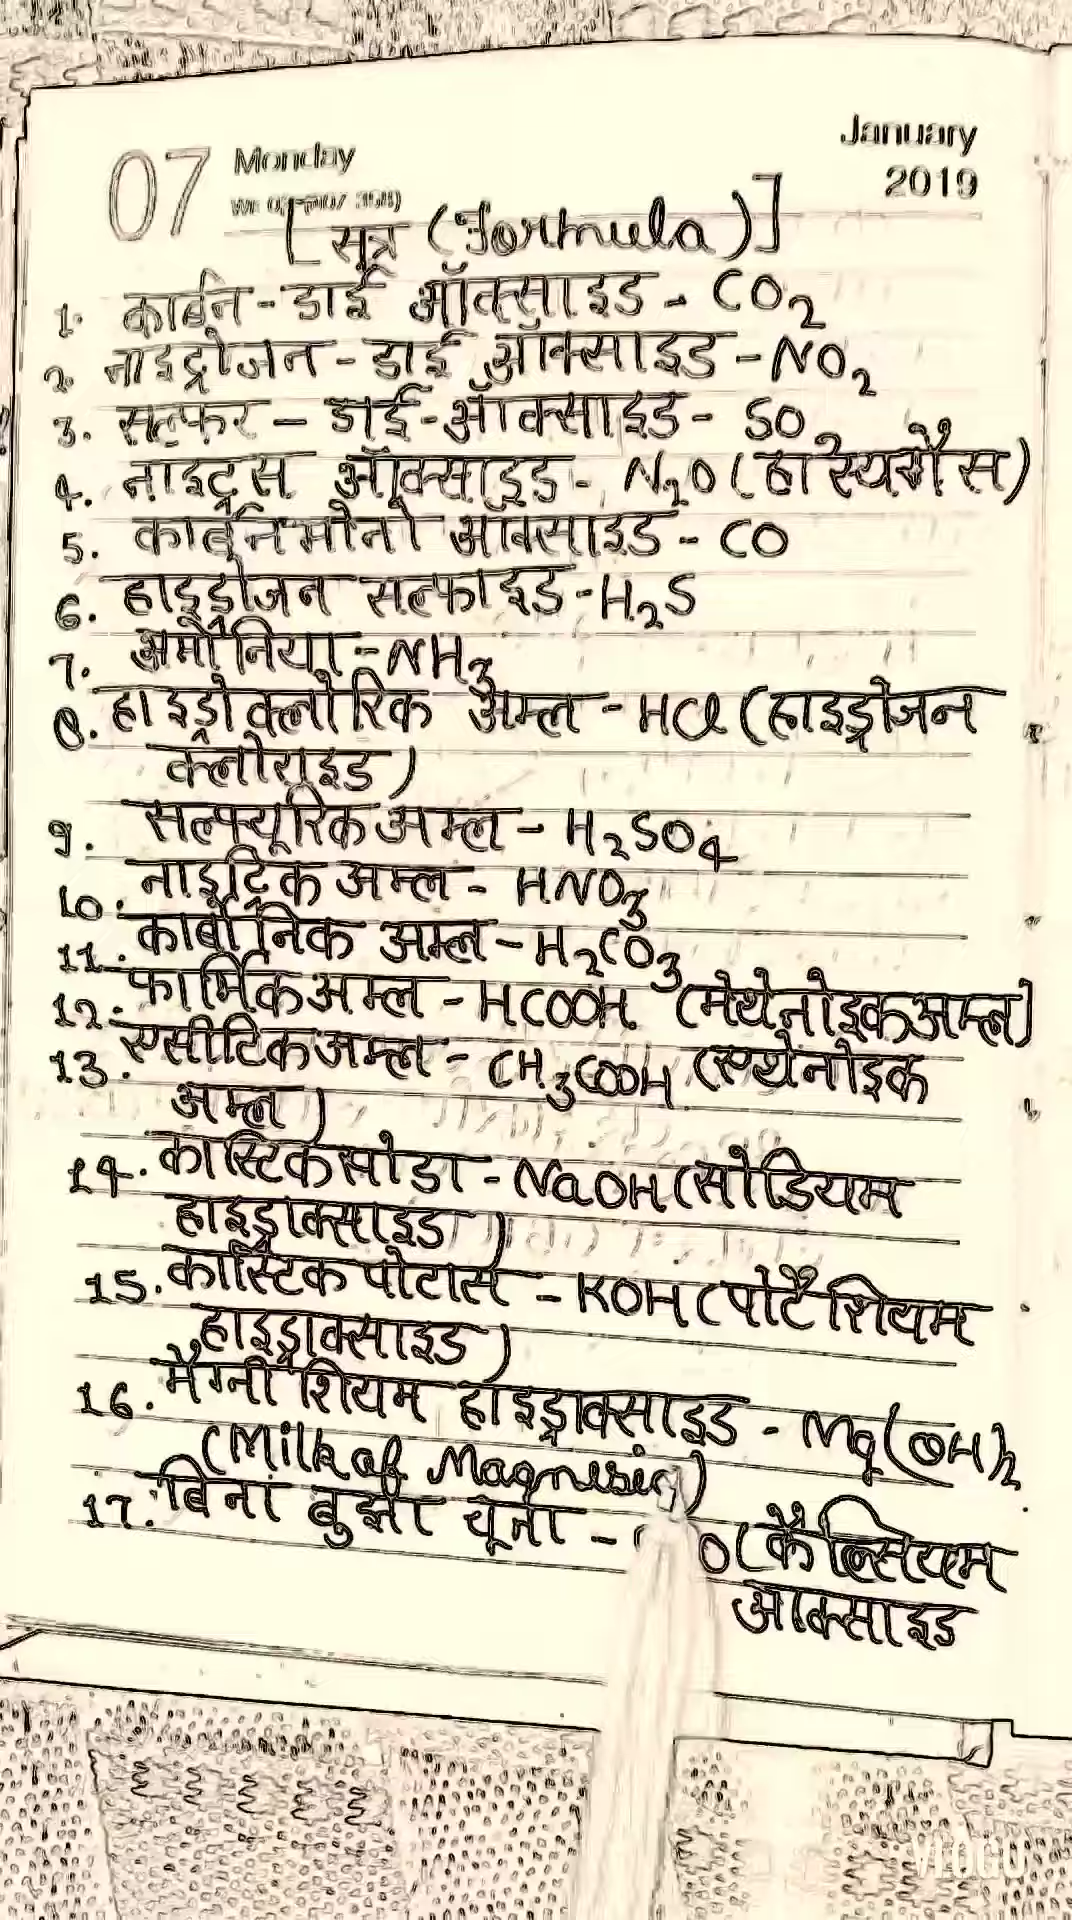 January
07 Monday
2019
[सूत्र (Formula)]
1. कार्बन-डाई ऑक्साइड - CO₂
2. नाइट्रोजन-डाई ऑक्साइड - NO₂
3. सल्फर - डाई-ऑक्साइड- SO₂
4. नाइट्रस ऑक्साइड- N₂O (हास्यगैस)
5. कार्बनमोनो ऑक्साइड - CO
6. हाइड्रोजन सल्फाइड-H₂S
7. अमोनिया-NH₃
8. हाइड्रोक्लोरिक अम्ल - HCl (हाइड्रोजन
क्लोराइड)
9. सल्फ्यूरिक अम्ल - H₂SO₄
10. नाइट्रिक अम्ल - HNO₃
11. कार्बोनिक अम्ल - H₂CO₃
12. फार्मिक अम्ल - HCOOH (मेथेनोइक अम्ल)
13. एसीटिक अम्ल - CH₃COOH (एथेनोइक
अम्ल)
14. कास्टिक सोडा - NaOH (सोडियम
हाइड्राक्साइड)
15. कास्टिक पोटास - KOH (पोटैशियम
हाइड्राक्साइड)
16. मैग्नीशियम हाइड्राक्साइड - Mg(OH)₂
(Milk of Magnesia)
17. बिना बुझा चूना - O (कैल्सियम
आक्साइड